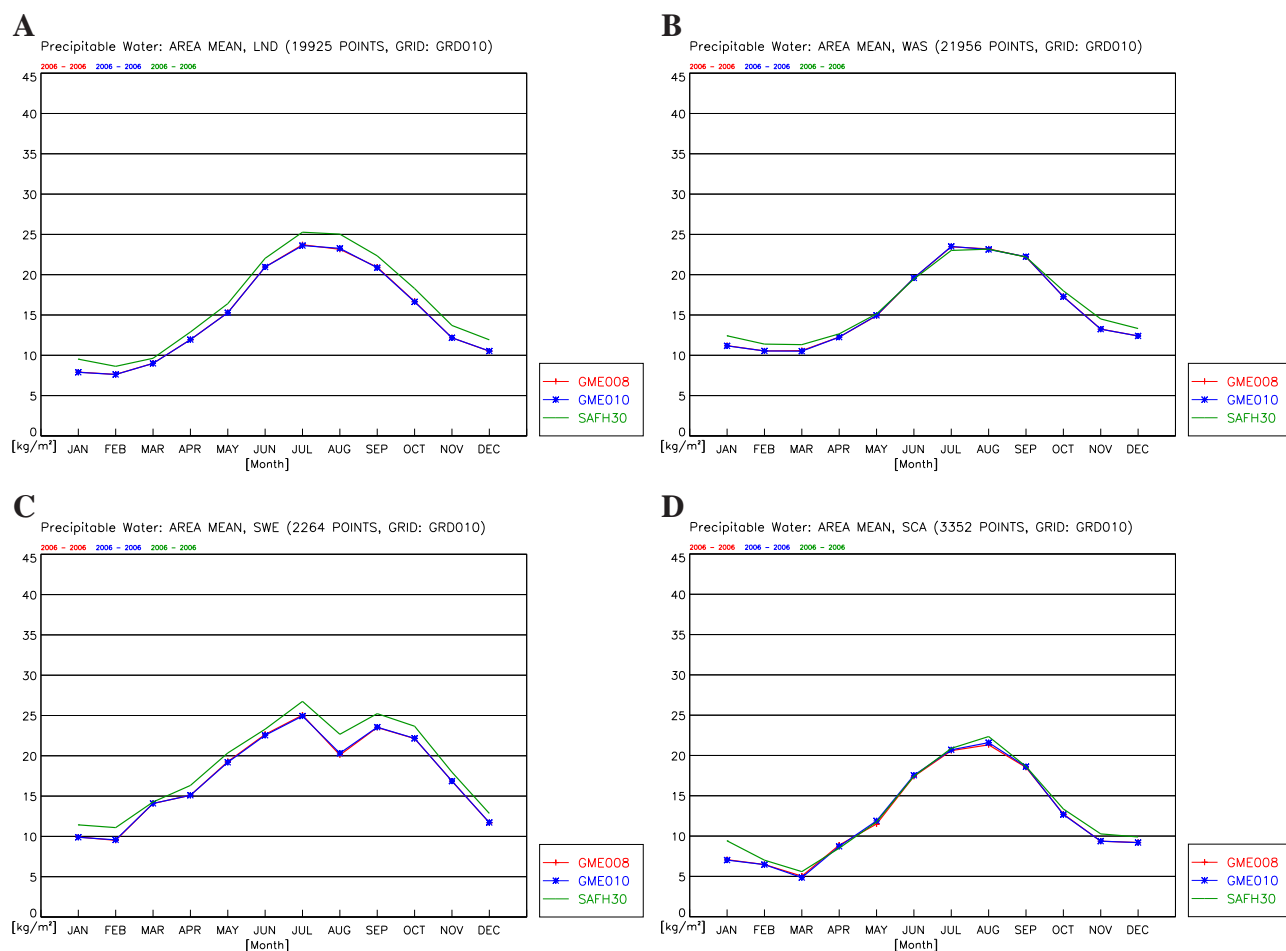 A
Precipitable Water: AREA MEAN, LND (19925 POINTS, GRID: GRD010)
2006 – 2006 2006 – 2006 2006 – 2006
45
40
35
30
25
20
15
10
5
0
[kg/m²]
JAN FEB MAR APR MAY JUN JUL AUG SEP OCT NOV DEC
[Month]
GME008
GME010
SAFH30
B
Precipitable Water: AREA MEAN, WAS (21956 POINTS, GRID: GRD010)
2006 – 2006 2006 – 2006 2006 – 2006
45
40
35
30
25
20
15
10
5
0
[kg/m²]
JAN FEB MAR APR MAY JUN JUL AUG SEP OCT NOV DEC
[Month]
GME008
GME010
SAFH30
C
Precipitable Water: AREA MEAN, SWE (2264 POINTS, GRID: GRD010)
2006 – 2006 2006 – 2006 2006 – 2006
45
40
35
30
25
20
15
10
5
0
[kg/m²]
JAN FEB MAR APR MAY JUN JUL AUG SEP OCT NOV DEC
[Month]
GME008
GME010
SAFH30
D
Precipitable Water: AREA MEAN, SCA (3352 POINTS, GRID: GRD010)
2006 – 2006 2006 – 2006 2006 – 2006
45
40
35
30
25
20
15
10
5
0
[kg/m²]
JAN FEB MAR APR MAY JUN JUL AUG SEP OCT NOV DEC
[Month]
GME008
GME010
SAFH30